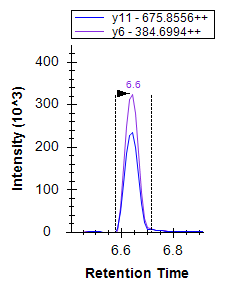 y11 - 675.8556++
y6 - 384.6994++
Intensity (10^3)
400
300
200
100
0
6.6
6.6
6.8
Retention Time